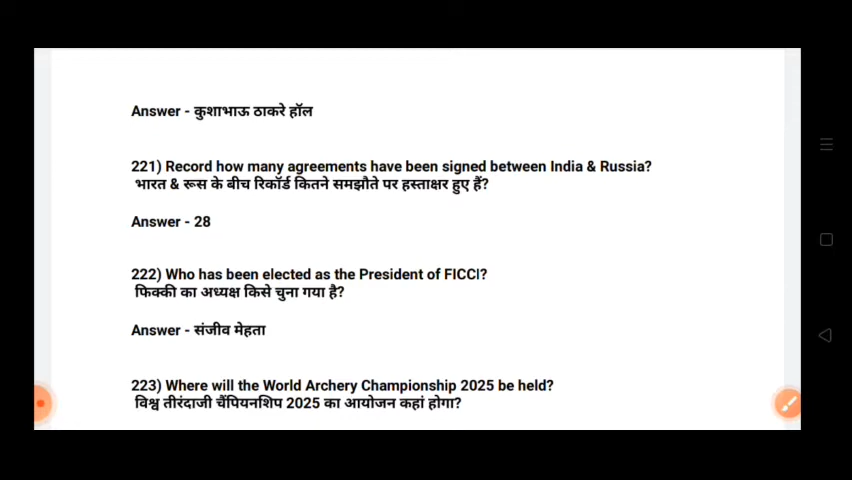 Answer - कुशाभाऊ ठाकरे हॉल
221) Record how many agreements have been signed between India & Russia?
भारत & रूस के बीच रिकॉर्ड कितने समझौते पर हस्ताक्षर हुए हैं?
Answer - 28
222) Who has been elected as the President of FICCI?
फिक्की का अध्यक्ष किसे चुना गया है?
Answer - संजीव मेहता
223) Where will the World Archery Championship 2025 be held?
विश्व तीरंदाजी चैंपियनशिप 2025 का आयोजन कहां होगा?